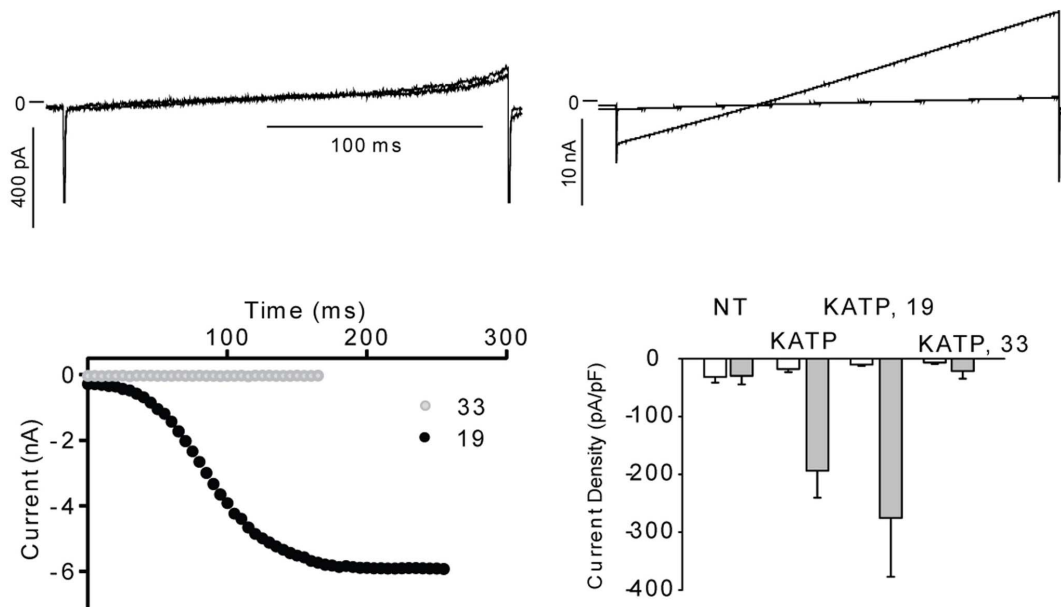 0
400 pA
100 ms
0
10 nA
Time (ms)
100 200 300
0
-2
-4
-6
Current (nA)
33
19
NT
KATP
KATP, 19
KATP, 33
0
-100
-200
-300
-400
Current Density (pA/pF)